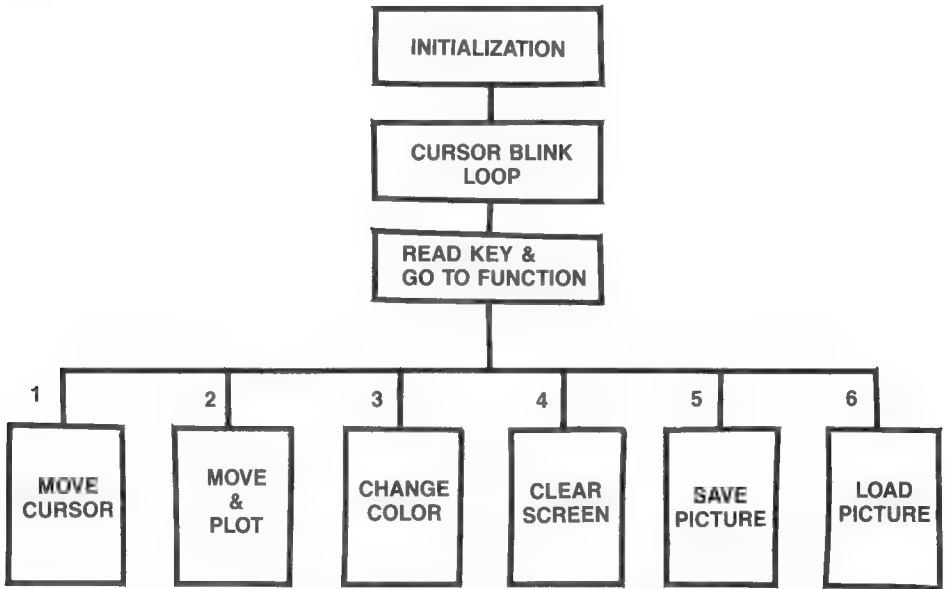 INITIALIZATION
CURSOR BLINK
LOOP
READ KEY &
GO TO FUNCTION
1
2
3
4
5
6
MOVE
CURSOR
MOVE
&
PLOT
CHANGE
COLOR
CLEAR
SCREEN
SAVE
PICTURE
LOAD
PICTURE